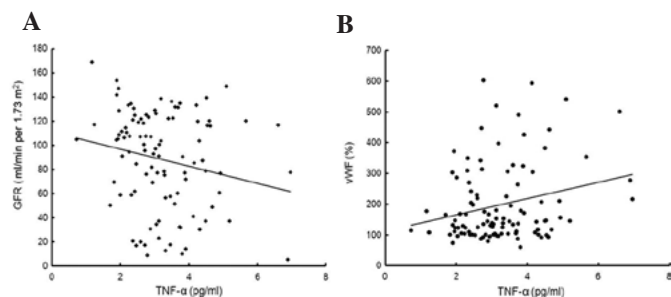 A
B
GFR (ml/min per 1.73 m²)
180
160
140
120
100
80
60
40
20
0
0 2 4 6 8
TNF-α (pg/ml)
vWF (%)
700
600
500
400
300
200
100
0
0 2 4 6 8
TNF-α (pg/ml)